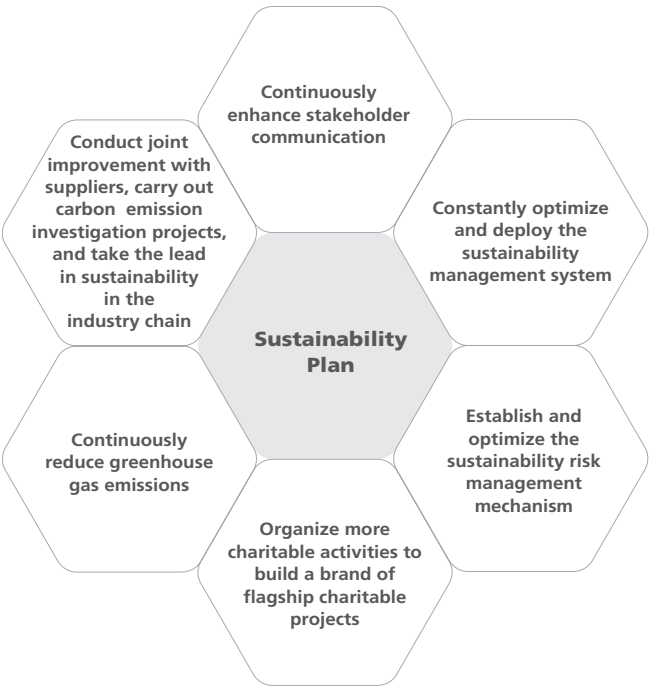 Continuously
enhance stakeholder
communication
Conduct joint
improvement with
suppliers, carry out
carbon emission
investigation projects,
and take the lead
in sustainability
in the
industry chain
Constantly optimize
and deploy the
sustainability
management system
Sustainability
Plan
Continuously
reduce greenhouse
gas emissions
Establish and
optimize the
sustainability risk
management
mechanism
Organize more
charitable activities to
build a brand of
flagship charitable
projects